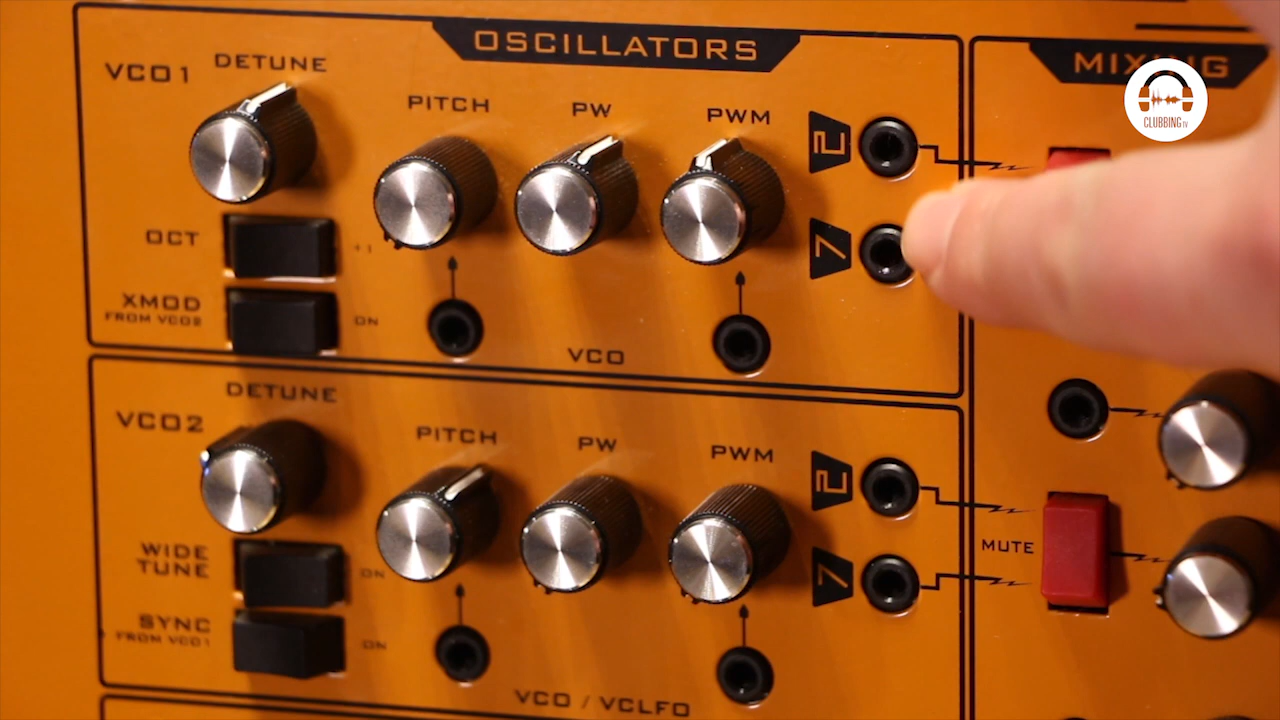 OSCILLATORS
MIXING
CLUBBING TV
VCO1
DETUNE
PITCH
PW
PWM
OCT
+1
XMOD
FROM VCO2
ON
VCO
DETUNE
VCO2
PITCH
PW
PWM
WIDE
TUNE
ON
SYNC
FROM VCO1
ON
MUTE
VCO / VCLFO